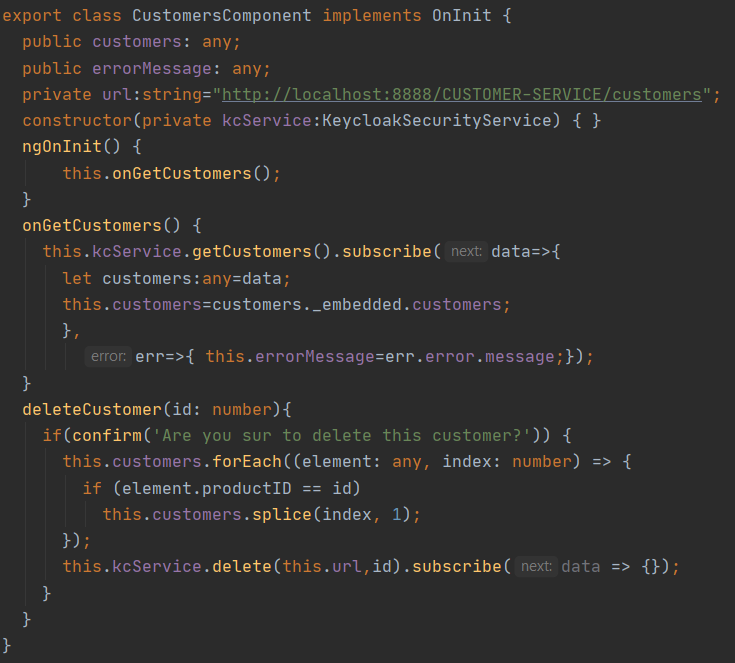 export class CustomersComponent implements OnInit {
  public customers: any;
  public errorMessage: any;
  private url:string="http://localhost:8888/CUSTOMER-SERVICE/customers";
  constructor(private kcService:KeycloakSecurityService) { }
  ngOnInit() {
      this.onGetCustomers();
  }
  onGetCustomers() {
    this.kcService.getCustomers().subscribe( next: data=>{
      let customers:any=data;
      this.customers=customers._embedded.customers;
      },
        error: err=>{ this.errorMessage=err.error.message;});
  }
  deleteCustomer(id: number){
    if(confirm('Are you sur to delete this customer?')) {
      this.customers.forEach((element: any, index: number) => {
        if (element.productID == id)
          this.customers.splice(index, 1);
      });
      this.kcService.delete(this.url,id).subscribe( next: data => {});
    }
  }
}